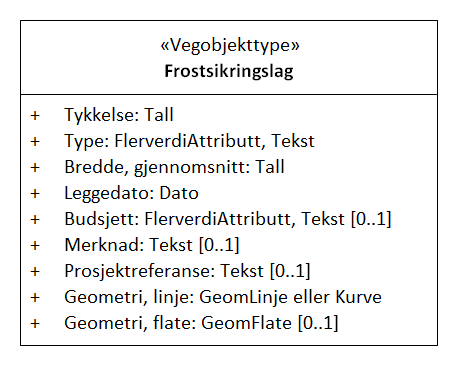 «Vegobjekttype»
Frostsikringslag
+ Tykkelse: Tall
+ Type: FlerverdiAttributt, Tekst
+ Bredde, gjennomsnitt: Tall
+ Leggedato: Dato
+ Budsjett: FlerverdiAttributt, Tekst [0..1]
+ Merknad: Tekst [0..1]
+ Prosjektreferanse: Tekst [0..1]
+ Geometri, linje: GeomLinje eller Kurve
+ Geometri, flate: GeomFlate [0..1]